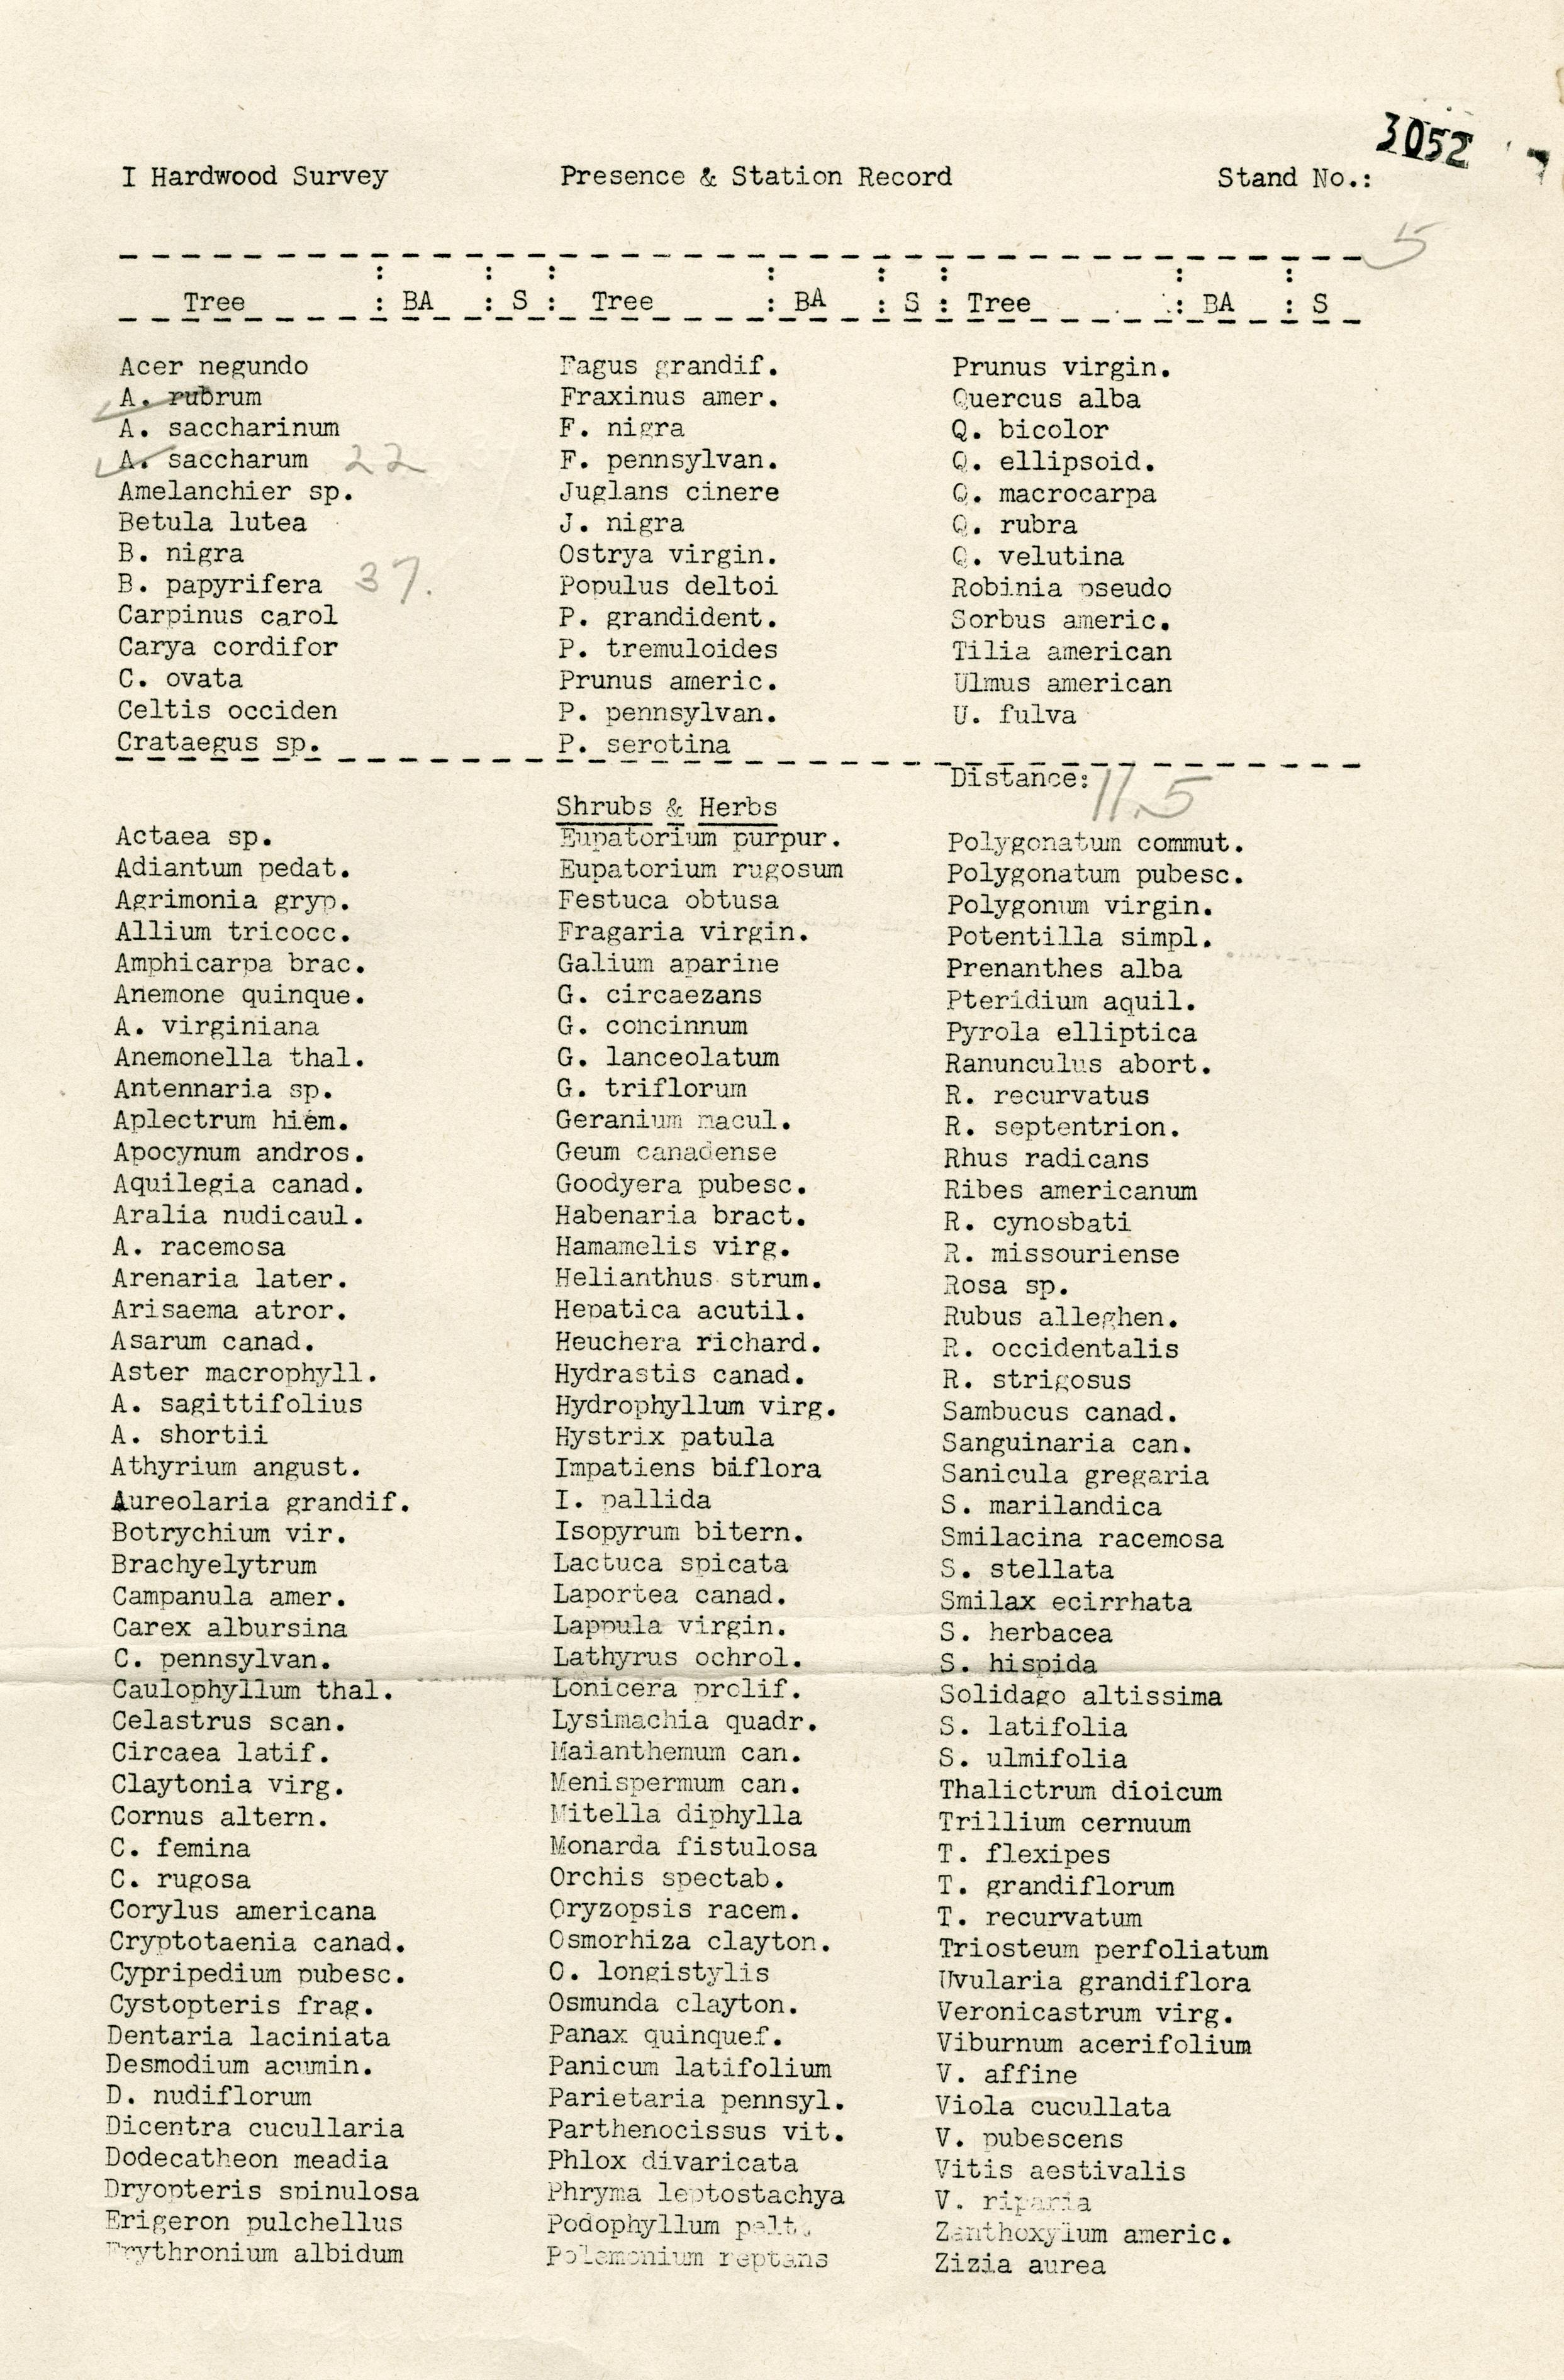 3052
I Hardwood Survey Presence & Station Record Stand No.:
5
Tree : BA : S : Tree : BA : S : Tree : BA : S
Acer negundo
A. rubrum
A. saccharinum
A. saccharum 22
Amelanchier sp.
Betula lutea
B. nigra
B. papyrifera 37.
Carpinus carol
Carya cordifor
C. ovata
Celtis occiden
Crataegus sp.
Fagus grandif.
Fraxinus amer.
F. nigra
F. pennsylvan.
Juglans cinere
J. nigra
Ostrya virgin.
Populus deltoi
P. grandident.
P. tremuloides
Prunus americ.
P. pennsylvan.
P. serotina
Prunus virgin.
Quercus alba
Q. bicolor
Q. ellipsoid.
Q. macrocarpa
Q. rubra
Q. velutina
Robinia pseudo
Sorbus americ.
Tilia american
Ulmus american
U. fulva
Distance: 11.5
Shrubs & Herbs
Actaea sp.
Adiantum pedat.
Agrimonia gryp.
Allium tricocc.
Amphicarpa brac.
Anemone quinque.
A. virginiana
Anemonella thal.
Antennaria sp.
Aplectrum hiem.
Apocynum andros.
Aquilegia canad.
Aralia nudicaul.
A. racemosa
Arenaria later.
Arisaema atror.
Asarum canad.
Aster macrophyll.
A. sagittifolius
A. shortii
Athyrium angust.
Aureolaria grandif.
Botrychium vir.
Brachyelytrum
Campanula amer.
Carex albursina
C. pennsylvan.
Caulophyllum thal.
Celastrus scan.
Circaea latif.
Claytonia virg.
Cornus altern.
C. femina
C. rugosa
Corylus americana
Cryptotaenia canad.
Cypripedium pubesc.
Cystopteris frag.
Dentaria laciniata
Desmodium acumin.
D. nudiflorum
Dicentra cucullaria
Dodecatheon meadia
Dryopteris spinulosa
Erigeron pulchellus
Erythronium albidum
Eupatorium purpur.
Eupatorium rugosum
Festuca obtusa
Fragaria virgin.
Galium aparine
G. circaezans
G. concinnum
G. lanceolatum
G. triflorum
Geranium macul.
Geum canadense
Goodyera pubesc.
Habenaria bract.
Hamamelis virg.
Helianthus strum.
Hepatica acutil.
Heuchera richard.
Hydrastis canad.
Hydrophyllum virg.
Hystrix patula
Impatiens biflora
I. pallida
Isopyrum bitern.
Lactuca spicata
Laportea canad.
Lappula virgin.
Lathyrus ochrol.
Lonicera prolif.
Lysimachia quadr.
Maianthemum can.
Menispermum can.
Mitella diphylla
Monarda fistulosa
Orchis spectab.
Oryzopsis racem.
Osmorhiza clayton.
O. longistylis
Osmunda clayton.
Panax quinquef.
Panicum latifolium
Parietaria pennsyl.
Parthenocissus vit.
Phlox divaricata
Phryma leptostachya
Podophyllum pelt.
Polemonium reptans
Polygonatum commut.
Polygonatum pubesc.
Polygonum virgin.
Potentilla simpl.
Prenanthes alba
Pteridium aquil.
Pyrola elliptica
Ranunculus abort.
R. recurvatus
R. septentrion.
Rhus radicans
Ribes americanum
R. cynosbati
R. missouriense
Rosa sp.
Rubus alleghen.
R. occidentalis
R. strigosus
Sambucus canad.
Sanguinaria can.
Sanicula gregaria
S. marilandica
Smilacina racemosa
S. stellata
Smilax ecirrhata
S. herbacea
S. hispida
Solidago altissima
S. latifolia
S. ulmifolia
Thalictrum dioicum
Trillium cernuum
T. flexipes
T. grandiflorum
T. recurvatum
Triosteum perfoliatum
Uvularia grandiflora
Veronicastrum virg.
Viburnum acerifolium
V. affine
Viola cucullata
V. pubescens
Vitis aestivalis
V. riparia
Zanthoxylum americ.
Zizia aurea